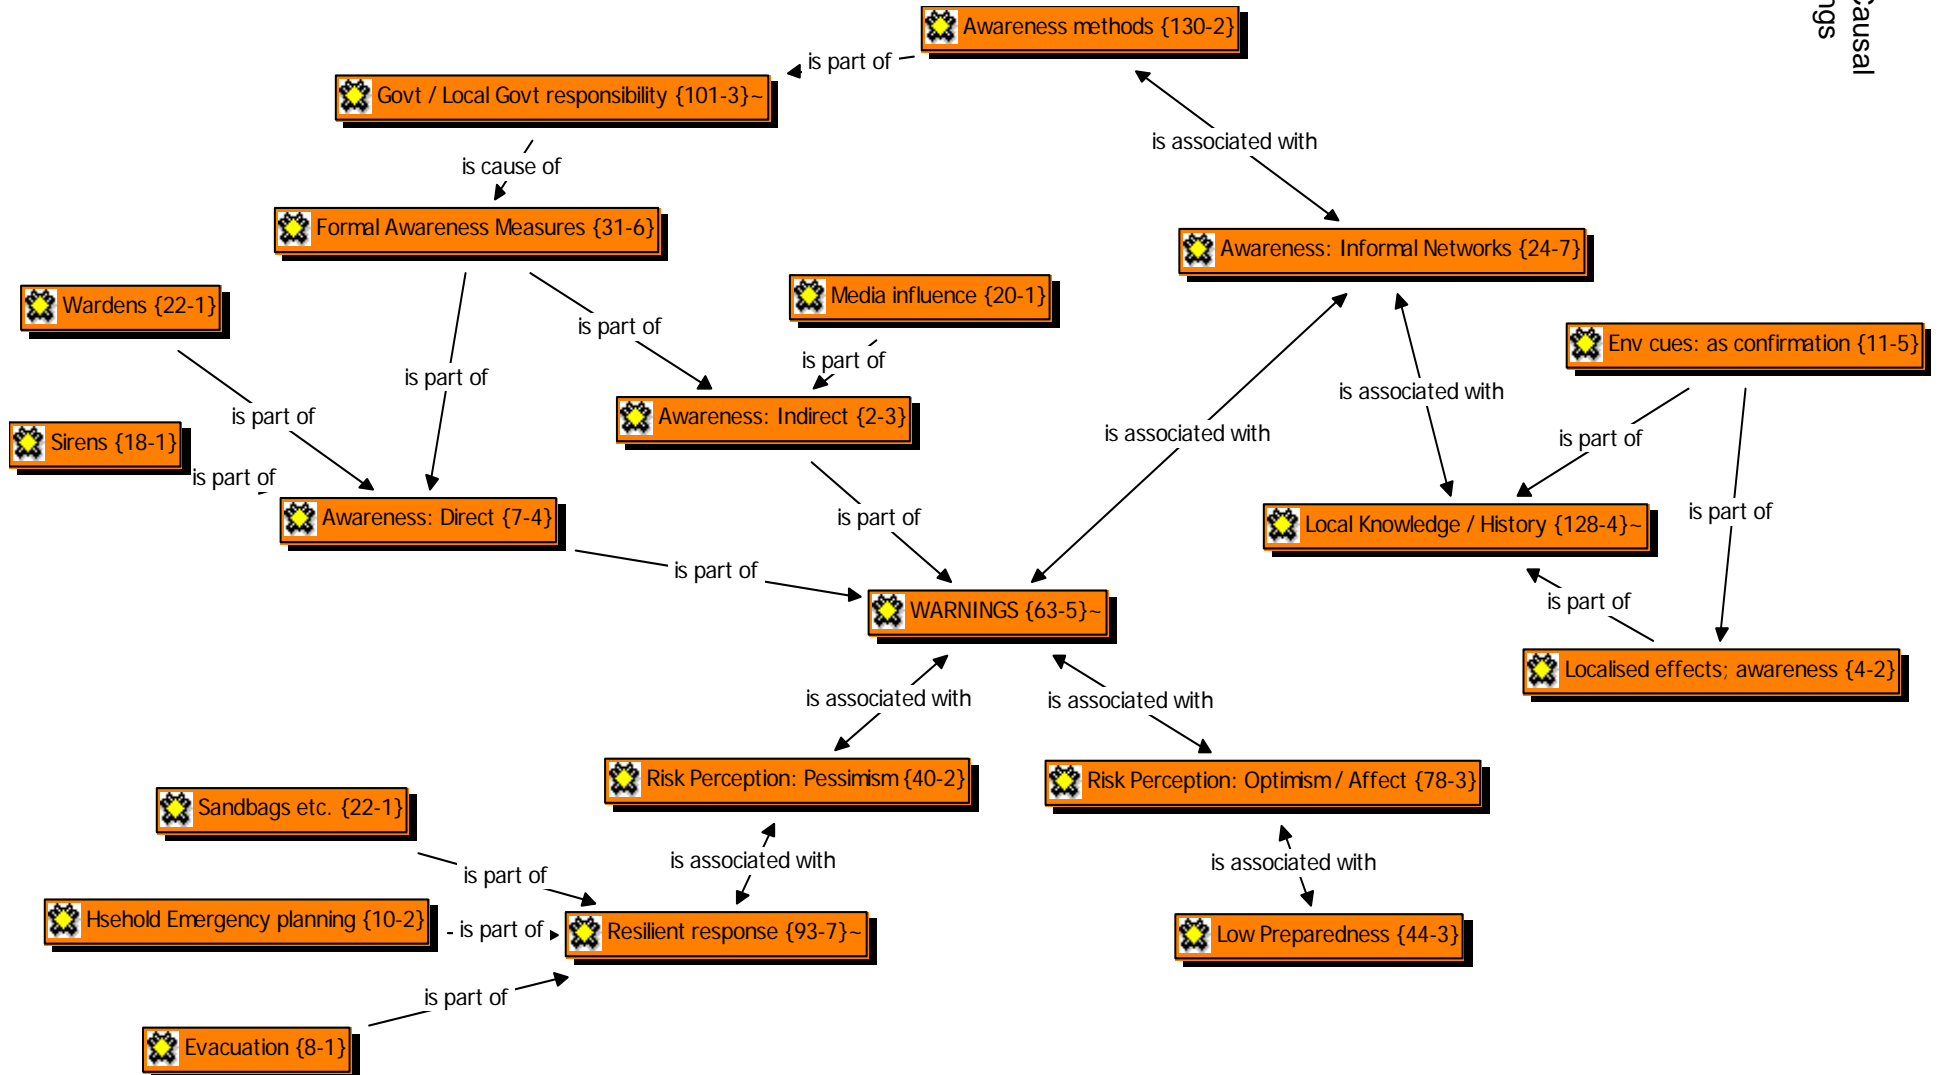 Causal
ngs
Awareness methods {130-2}
is part of
Govt / Local Govt responsibility {101-3}~
is associated with
is cause of
Formal Awareness Measures {31-6}
Awareness: Informal Networks {24-7}
Wardens {22-1}
Media influence {20-1}
is part of
Env cues: as confirmation {11-5}
is part of
is part of
is associated with
is part of
Awareness: Indirect {2-3}
Sirens {18-1}
is associated with
is part of
is part of
Awareness: Direct {7-4}
is part of
Local Knowledge / History {128-4}~
is part of
is part of
WARNINGS {63-5}~
is part of
Localised effects; awareness {4-2}
is associated with
is associated with
Risk Perception: Pessimism {40-2}
Risk Perception: Optimism / Affect {78-3}
Sandbags etc. {22-1}
is associated with
is associated with
is part of
Hsehold Emergency planning {10-2}
is part of
Resilient response {93-7}~
Low Preparedness {44-3}
is part of
Evacuation {8-1}